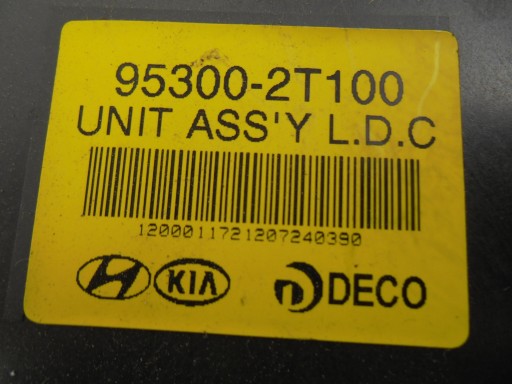 95300-2T100
UNIT ASS'Y L.D.C
1200011721207240390
KIA DECO